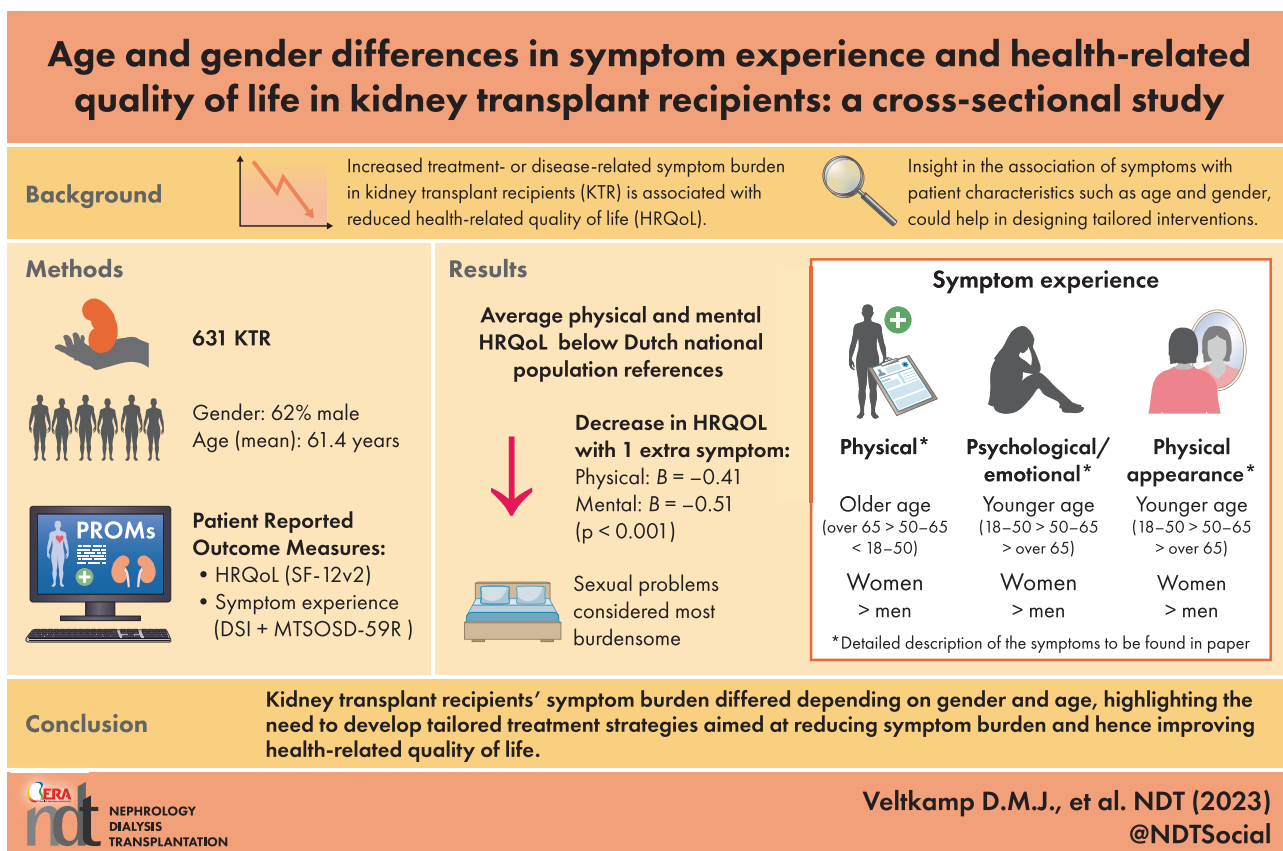 Age and gender differences in symptom experience and health-related
quality of life in kidney transplant recipients: a cross-sectional study
Background
Increased treatment- or disease-related symptom burden
in kidney transplant recipients (KTR) is associated with
reduced health-related quality of life (HRQoL).
Insight in the association of symptoms with
patient characteristics such as age and gender,
could help in designing tailored interventions.
Methods
631 KTR
Gender: 62% male
Age (mean): 61.4 years
PROMs
Patient Reported
Outcome Measures:
• HRQoL (SF-12v2)
• Symptom experience
(DSI + MTSOSD-59R )
Results
Average physical and mental
HRQoL below Dutch national
population references
Decrease in HRQOL
with 1 extra symptom:
Physical: B = −0.41
Mental: B = −0.51
(p < 0.001)
Sexual problems
considered most
burdensome
Symptom experience
Physical*
Older age
(over 65 > 50–65
< 18–50)
Women
> men
Psychological/
emotional*
Younger age
(18–50 > 50–65
> over 65)
Women
> men
Physical
appearance*
Younger age
(18–50 > 50–65
> over 65)
Women
> men
*Detailed description of the symptoms to be found in paper
Conclusion
Kidney transplant recipients’ symptom burden differed depending on gender and age, highlighting the
need to develop tailored treatment strategies aimed at reducing symptom burden and hence improving
health-related quality of life.
ERA
ndt
NEPHROLOGY
DIALYSIS
TRANSPLANTATION
Veltkamp D.M.J., et al. NDT (2023)
@NDTSocial